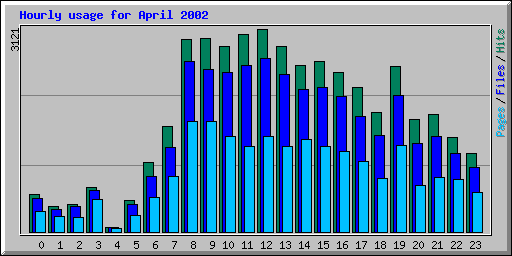 Hourly usage for April 2002
3121
Pages / Files / Hits
0 1 2 3 4 5 6 7 8 9 10 11 12 13 14 15 16 17 18 19 20 21 22 23